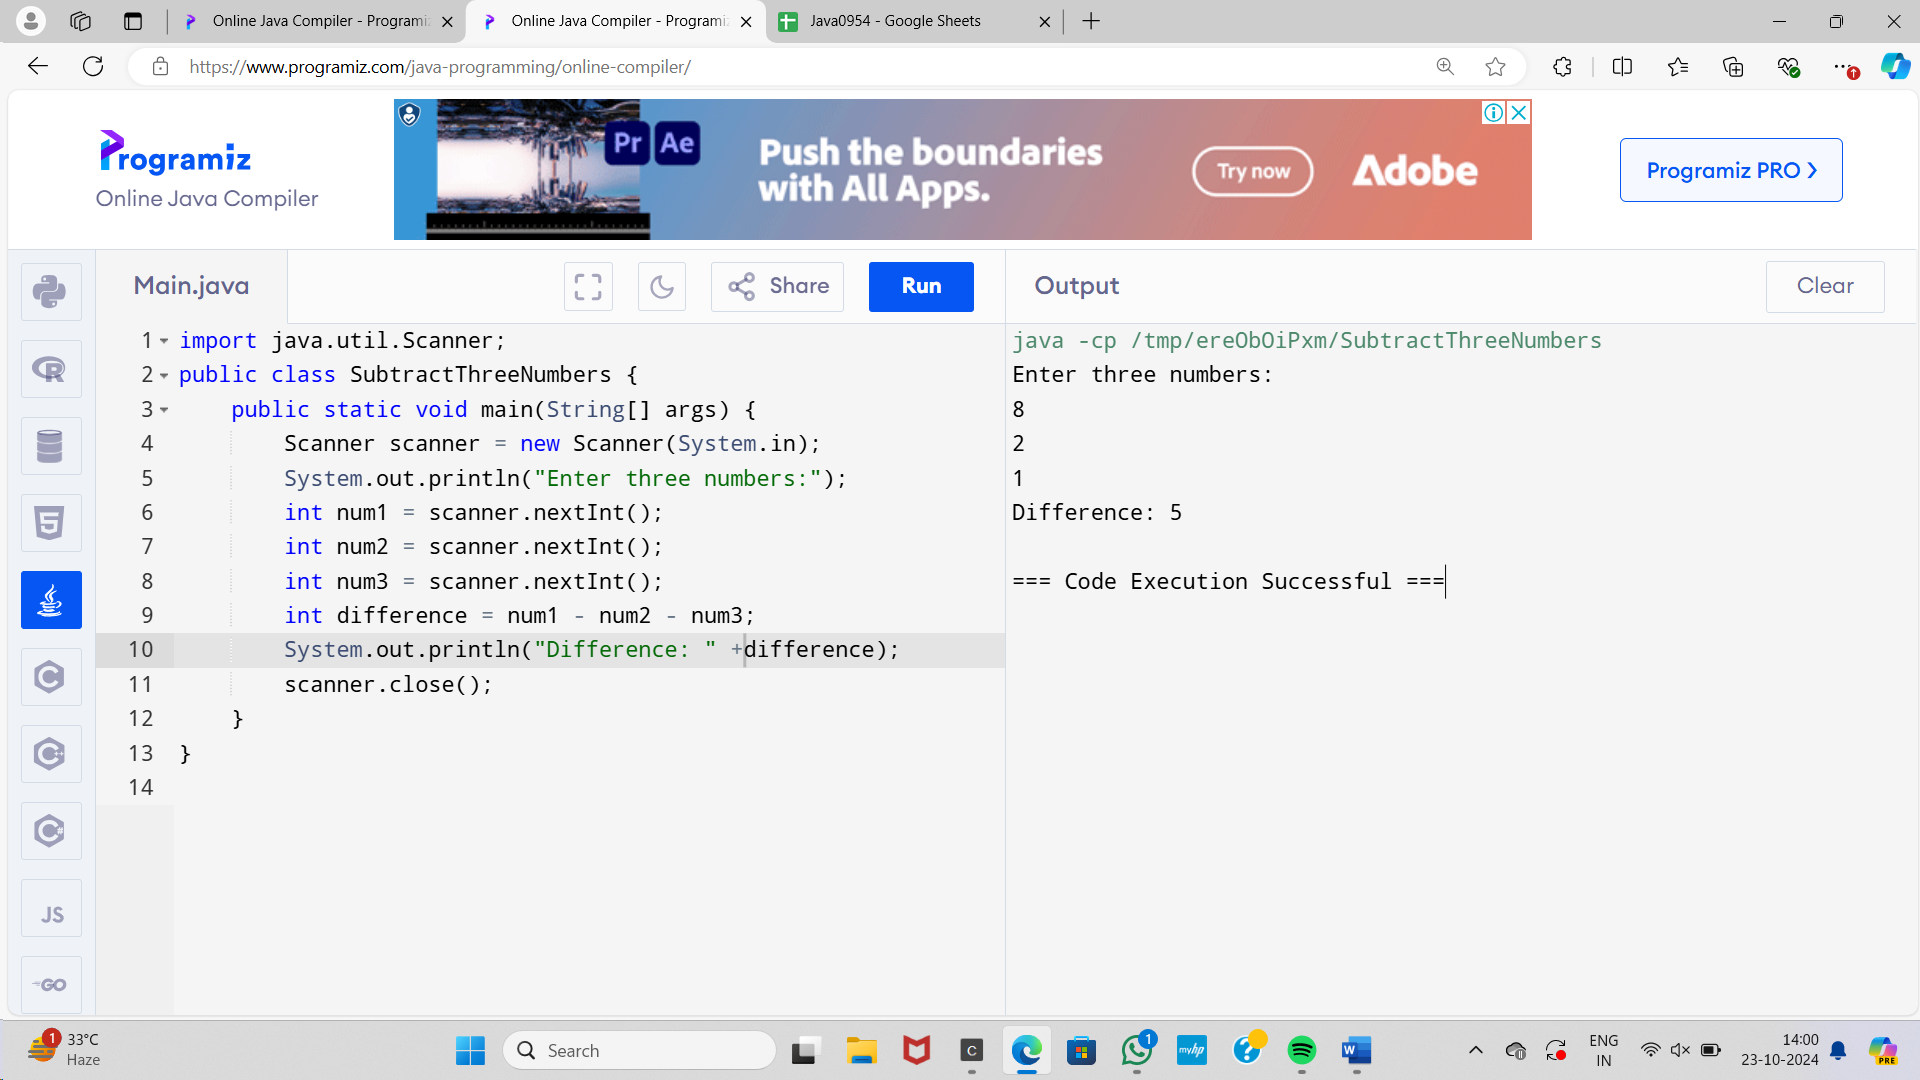 Online Java Compiler - Programiz
Online Java Compiler - Programiz
Java0954 - Google Sheets
https://www.programiz.com/java-programming/online-compiler/
Programiz
Online Java Compiler
Pr Ae
Push the boundaries
with All Apps.
Try now
Adobe
Programiz PRO ›
Main.java
Share
Run
Output
Clear
1 import java.util.Scanner;
2 public class SubtractThreeNumbers {
3 public static void main(String[] args) {
4 Scanner scanner = new Scanner(System.in);
5 System.out.println("Enter three numbers:");
6 int num1 = scanner.nextInt();
7 int num2 = scanner.nextInt();
8 int num3 = scanner.nextInt();
9 int difference = num1 - num2 - num3;
10 System.out.println("Difference: " +difference);
11 scanner.close();
12 }
13 }
14
java -cp /tmp/ereObOiPxm/SubtractThreeNumbers
Enter three numbers:
8
2
1
Difference: 5
=== Code Execution Successful ===
R
5
C
C++
C#
JS
GO
1
33°C
Haze
Search
C
1
myhp
?
W
ENG
IN
14:00
23-10-2024
PRE